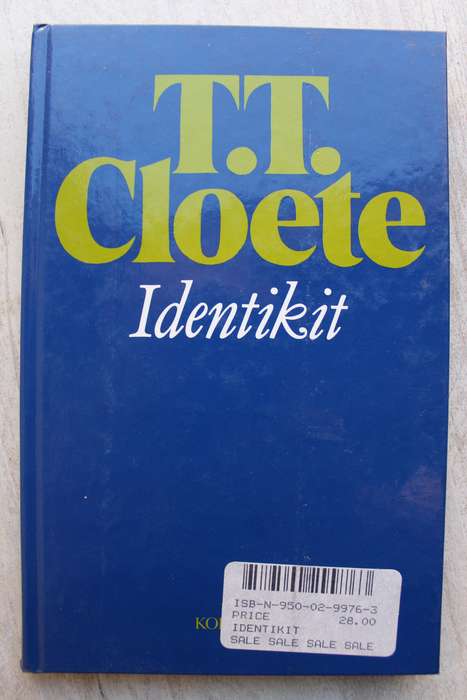 T.T.
Cloete
Identikit
ISB-N-950-02-9976-3
PRICE 28.00
IDENTIKIT
SALE SALE SALE SALE